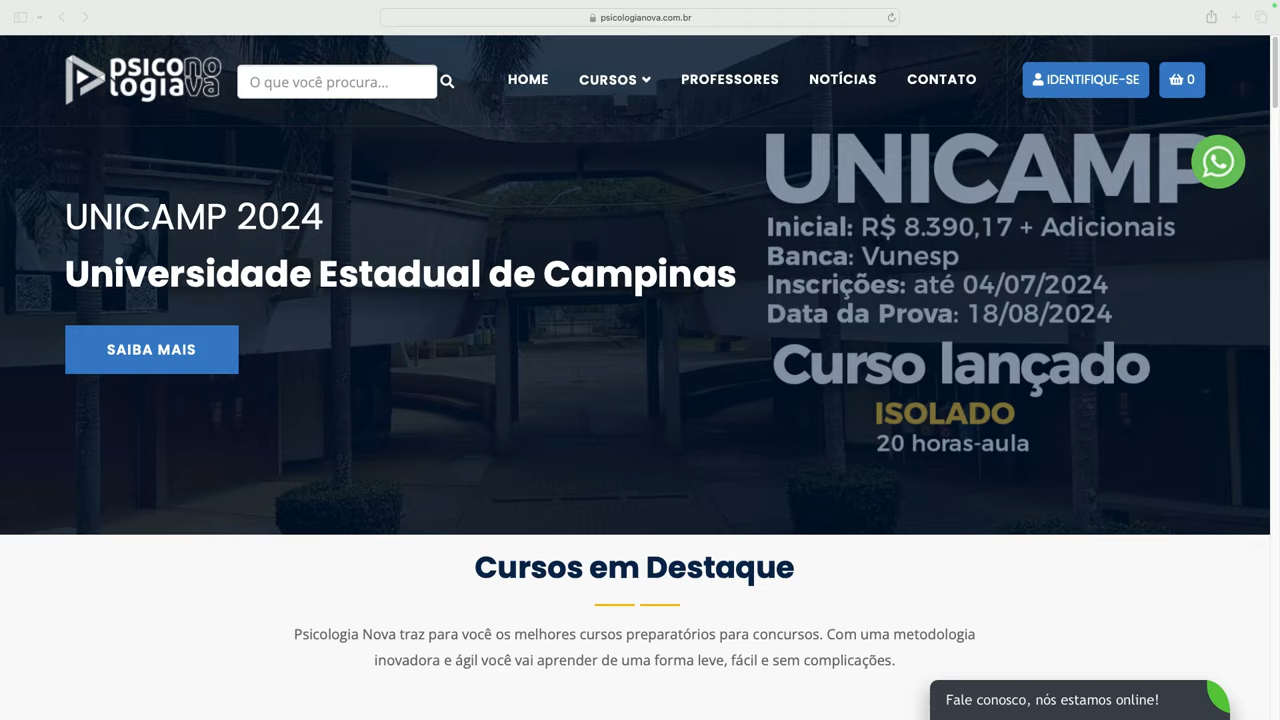 psicologianova.com.br
psicono
logiava
O que você procura...
HOME
CURSOS
PROFESSORES
NOTÍCIAS
CONTATO
IDENTIFIQUE-SE
0
UNICAMP
Inicial: R$ 8.390,17 + Adicionais
Banca: Vunesp
Inscrições: até 04/07/2024
Data da Prova: 18/08/2024
Curso lançado
ISOLADO
20 horas-aula
UNICAMP 2024
Universidade Estadual de Campinas
SAIBA MAIS
Cursos em Destaque
Psicologia Nova traz para você os melhores cursos preparatórios para concursos. Com uma metodologia
inovadora e ágil você vai aprender de uma forma leve, fácil e sem complicações.
Fale conosco, nós estamos online!